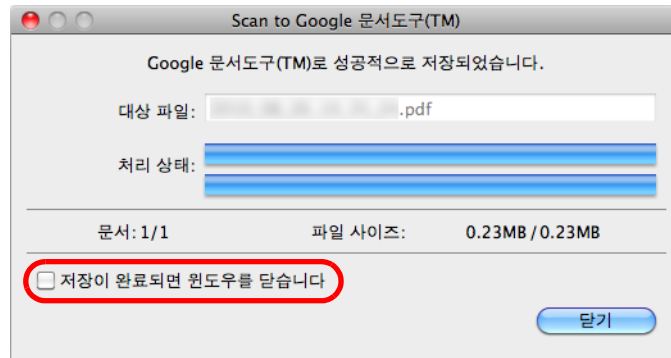 Scan to Google 문서도구(TM)
Google 문서도구(TM)로 성공적으로 저장되었습니다.
대상 파일: .pdf
처리 상태:
문서: 1/1 파일 사이즈: 0.23MB / 0.23MB
저장이 완료되면 윈도우를 닫습니다
닫기